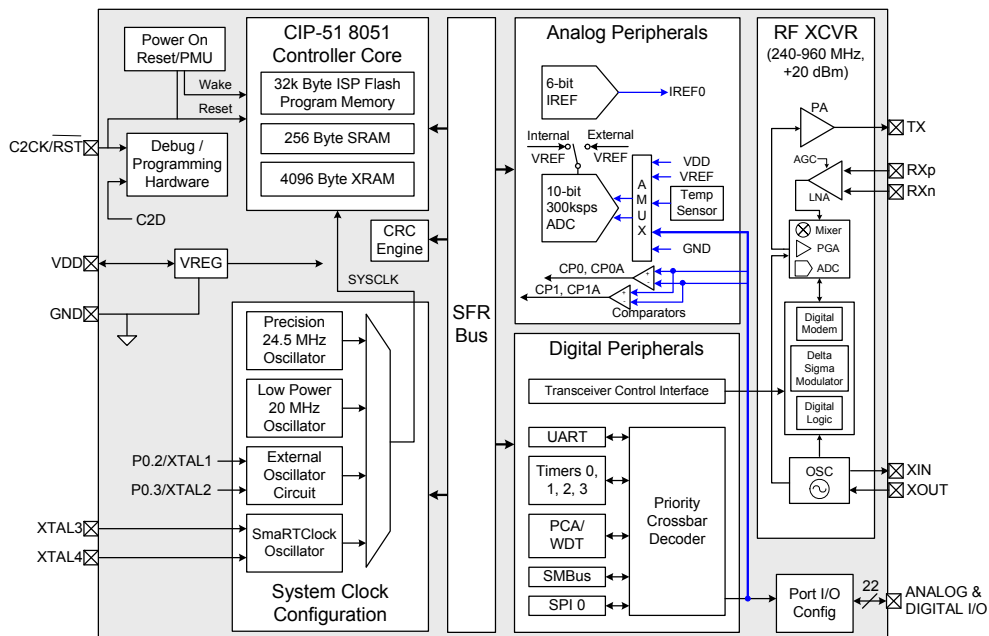 Power On
Reset/PMU
Wake
Reset
C2CK/RST
Debug /
Programming
Hardware
C2D
VDD
VREG
GND
CIP-51 8051
Controller Core
32k Byte ISP Flash
Program Memory
256 Byte SRAM
4096 Byte XRAM
CRC
Engine
SYSCLK
Precision
24.5 MHz
Oscillator
Low Power
20 MHz
Oscillator
P0.2/XTAL1
P0.3/XTAL2
External
Oscillator
Circuit
XTAL3
XTAL4
SmaRTClock
Oscillator
System Clock
Configuration
SFR
Bus
Analog Peripherals
6-bit
IREF
IREF0
Internal
External
VREF
VREF
10-bit
300ksps
ADC
A
M
U
X
VDD
VREF
Temp
Sensor
GND
CP0, CP0A
+
-
CP1, CP1A
+
-
Comparators
Digital Peripherals
Transceiver Control Interface
UART
Timers 0,
1, 2, 3
PCA/
WDT
SMBus
SPI 0
Priority
Crossbar
Decoder
RF XCVR
(240-960 MHz,
+20 dBm)
PA
TX
AGC
LNA
RXp
RXn
Mixer
PGA
ADC
Digital
Modem
Delta
Sigma
Modulator
Digital
Logic
OSC
XIN
XOUT
Port I/O
Config
22
ANALOG &
DIGITAL I/O